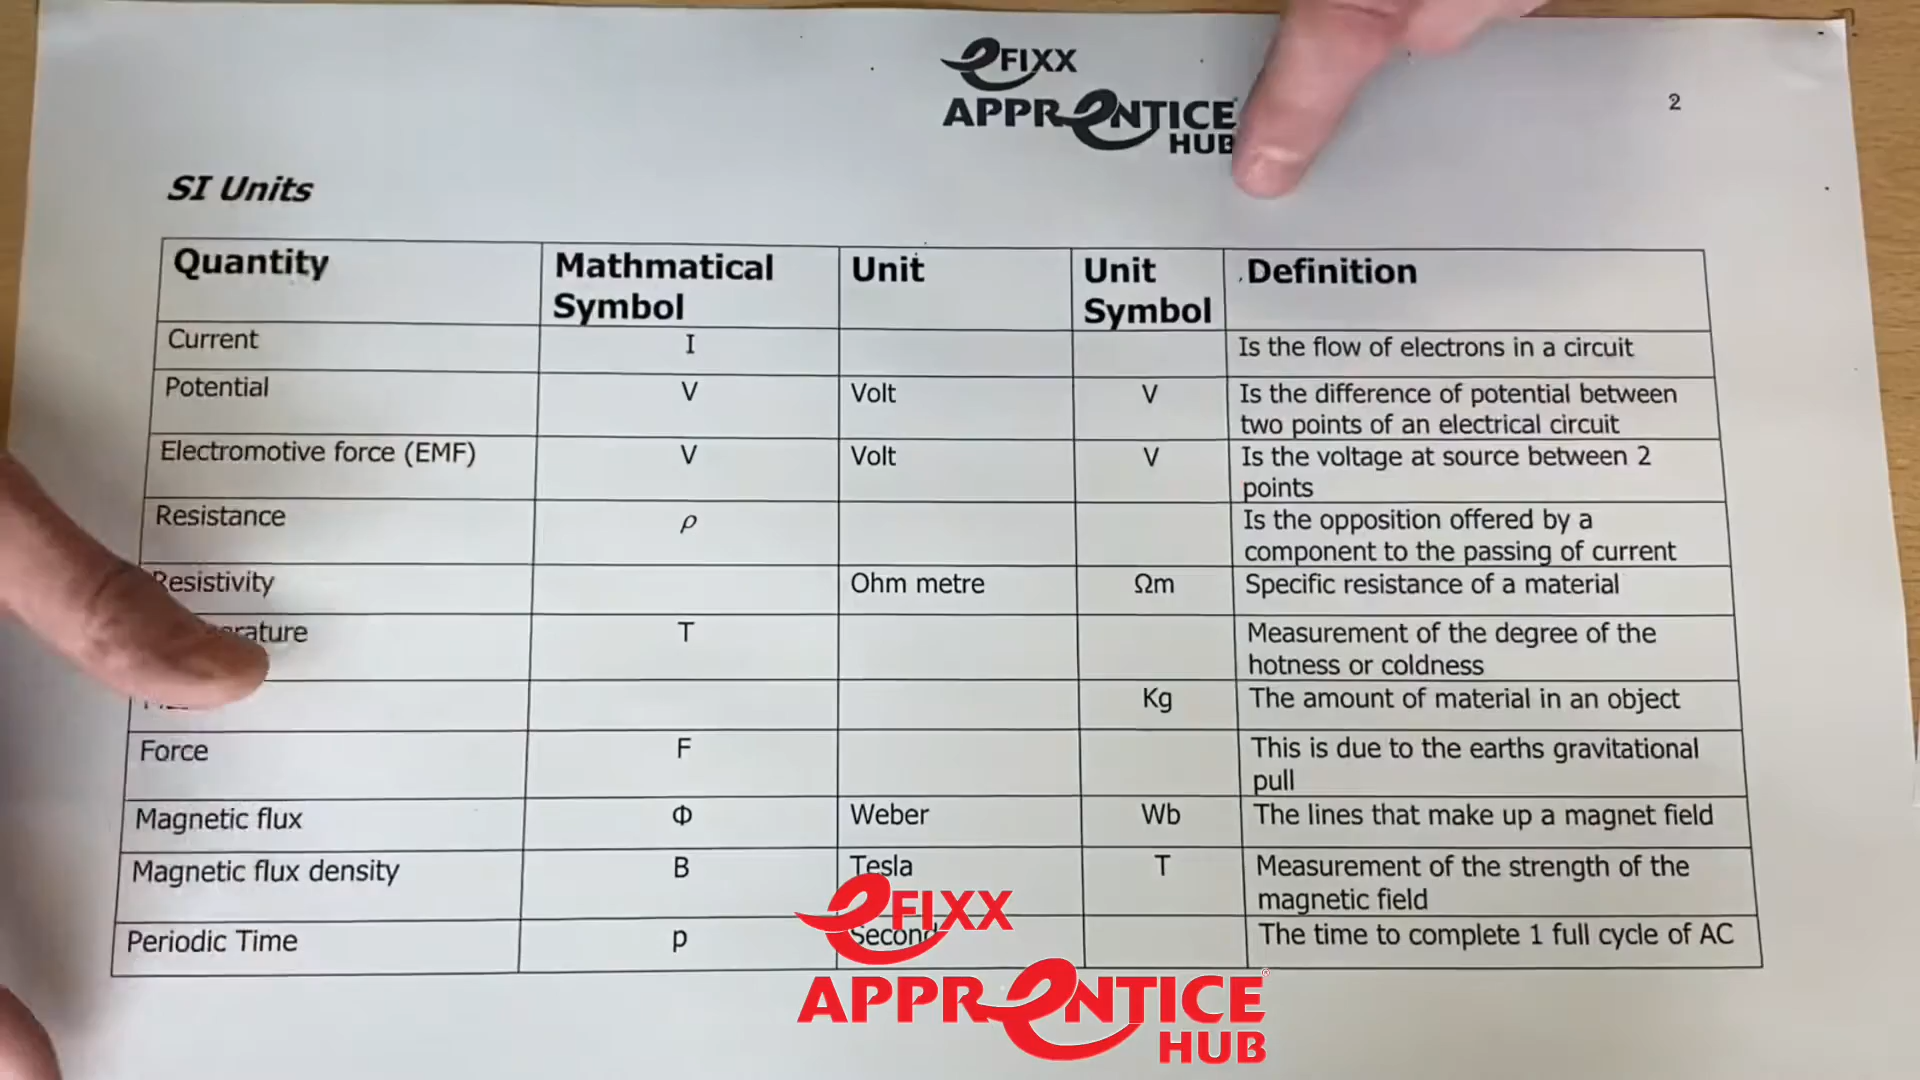 eFIXX
APPRENTICE
HUB
2
SI Units
Quantity Mathmatical Symbol Unit Unit Symbol Definition
Current I Is the flow of electrons in a circuit
Potential V Volt V Is the difference of potential between
two points of an electrical circuit
Electromotive force (EMF) V Volt V Is the voltage at source between 2
points
Resistance ρ Is the opposition offered by a
component to the passing of current
Resistivity Ohm metre Ωm Specific resistance of a material
T Measurement of the degree of the
hotness or coldness
Kg The amount of material in an object
Force F This is due to the earths gravitational
pull
Magnetic flux Φ Weber Wb The lines that make up a magnet field
Magnetic flux density B Tesla T Measurement of the strength of the
magnetic field
Periodic Time p Second The time to complete 1 full cycle of AC
eFIXX
APPRENTICE®
HUB